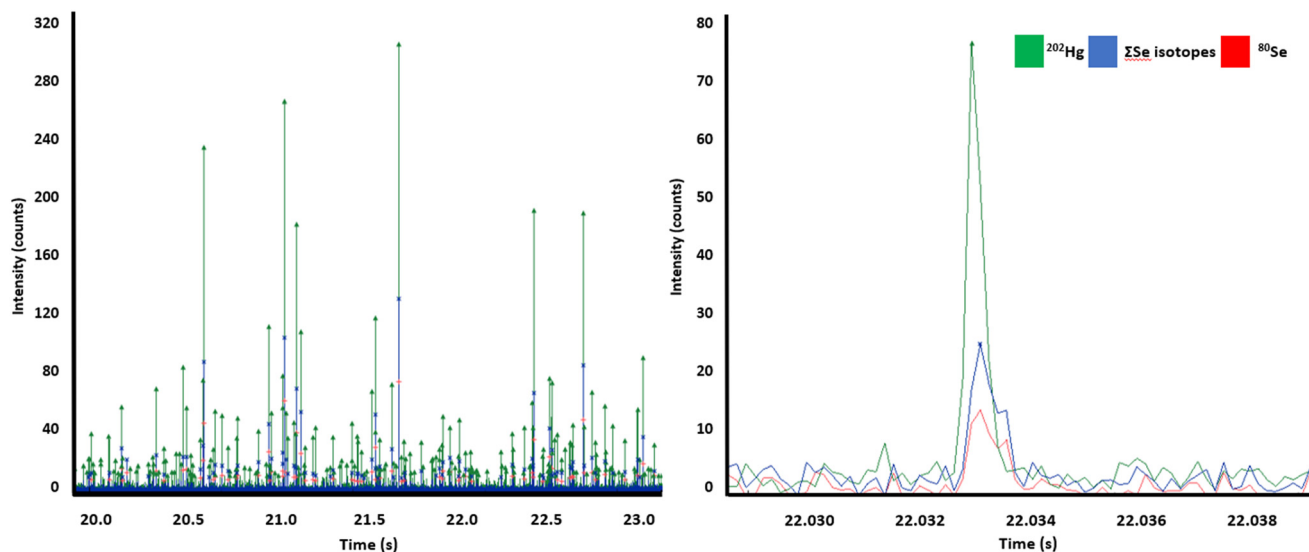 320
280
240
200
160
120
80
40
0
Intensity (counts)
20.0 20.5 21.0 21.5 22.0 22.5 23.0
Time (s)
80
70
60
50
40
30
20
10
0
Intensity (counts)
²⁰²Hg ΣSe isotopes ⁸⁰Se
22.030 22.032 22.034 22.036 22.038
Time (s)